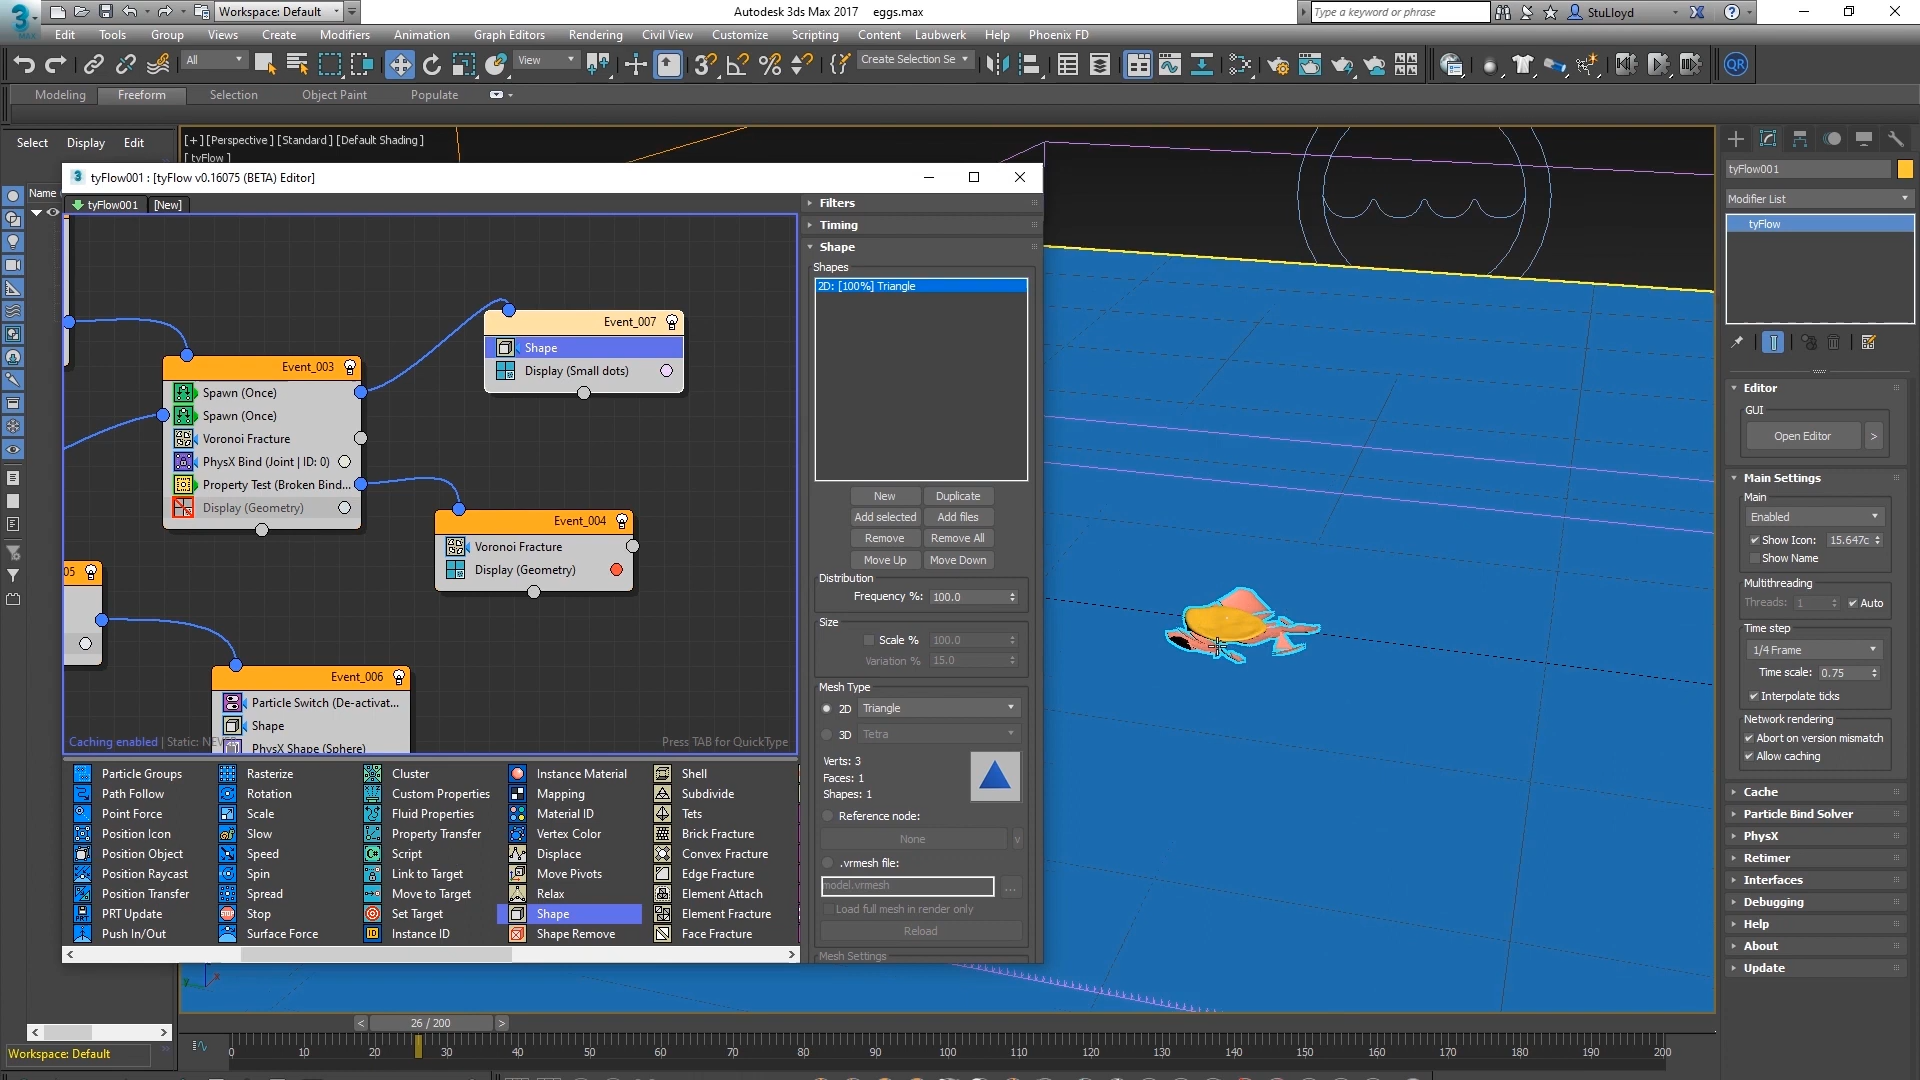 3
MAX
Workspace: Default
Autodesk 3ds Max 2017    eggs.max
Type a keyword or phrase
StuLloyd
Edit
Tools
Group
Views
Create
Modifiers
Animation
Graph Editors
Rendering
Civil View
Customize
Scripting
Content
Laubwerk
Help
Phoenix FD
All
View
Create Selection Se
QR
Modeling
Freeform
Selection
Object Paint
Populate
Select
Display
Edit
[+] [Perspective] [Standard] [Default Shading]
[ tyFlow ]
Name
3 tyFlow001 : [tyFlow v0.16075 (BETA) Editor]
tyFlow001
[New]
Event_003
Spawn (Once)
Spawn (Once)
Voronoi Fracture
PhysX Bind (Joint | ID: 0)
Property Test (Broken Bind...
Display (Geometry)
Event_007
Shape
Display (Small dots)
Event_004
Voronoi Fracture
Display (Geometry)
05
Event_006
Particle Switch (De-activat...
Shape
PhysX Shape (Sphere)
Caching enabled | Static: NEVER
Press TAB for QuickType
Particle Groups
Path Follow
Point Force
Position Icon
Position Object
Position Raycast
Position Transfer
PRT Update
Push In/Out
Rasterize
Rotation
Scale
Slow
Speed
Spin
Spread
Stop
Surface Force
Cluster
Custom Properties
Fluid Properties
Property Transfer
Script
Link to Target
Move to Target
Set Target
Instance ID
Instance Material
Mapping
Material ID
Vertex Color
Displace
Move Pivots
Relax
Shape
Shape Remove
Shell
Subdivide
Tets
Brick Fracture
Convex Fracture
Edge Fracture
Element Attach
Element Fracture
Face Fracture
Filters
Timing
Shape
Shapes
2D: [100%] Triangle
New
Duplicate
Add selected
Add files
Remove
Remove All
Move Up
Move Down
Distribution
Frequency %: 100.0
Size
Scale % 100.0
Variation % 15.0
Mesh Type
2D Triangle
3D Tetra
Verts: 3
Faces: 1
Shapes: 1
Reference node:
None
v
.vrmesh file:
model.vrmesh
...
Load full mesh in render only
Reload
Mesh Settings
tyFlow001
Modifier List
tyFlow
Editor
GUI
Open Editor
>
Main Settings
Main
Enabled
Show Icon: 15.647c
Show Name
Multithreading
Threads: 1 Auto
Time step
1/4 Frame
Time scale: 0.75
Interpolate ticks
Network rendering
Abort on version mismatch
Allow caching
Cache
Particle Bind Solver
PhysX
Retimer
Interfaces
Debugging
Help
About
Update
y x
< 26 / 200 >
0 10 20 30 40 50 60 70 80 90 100 110 120 130 140 150 160 170 180 190 200
Workspace: Default